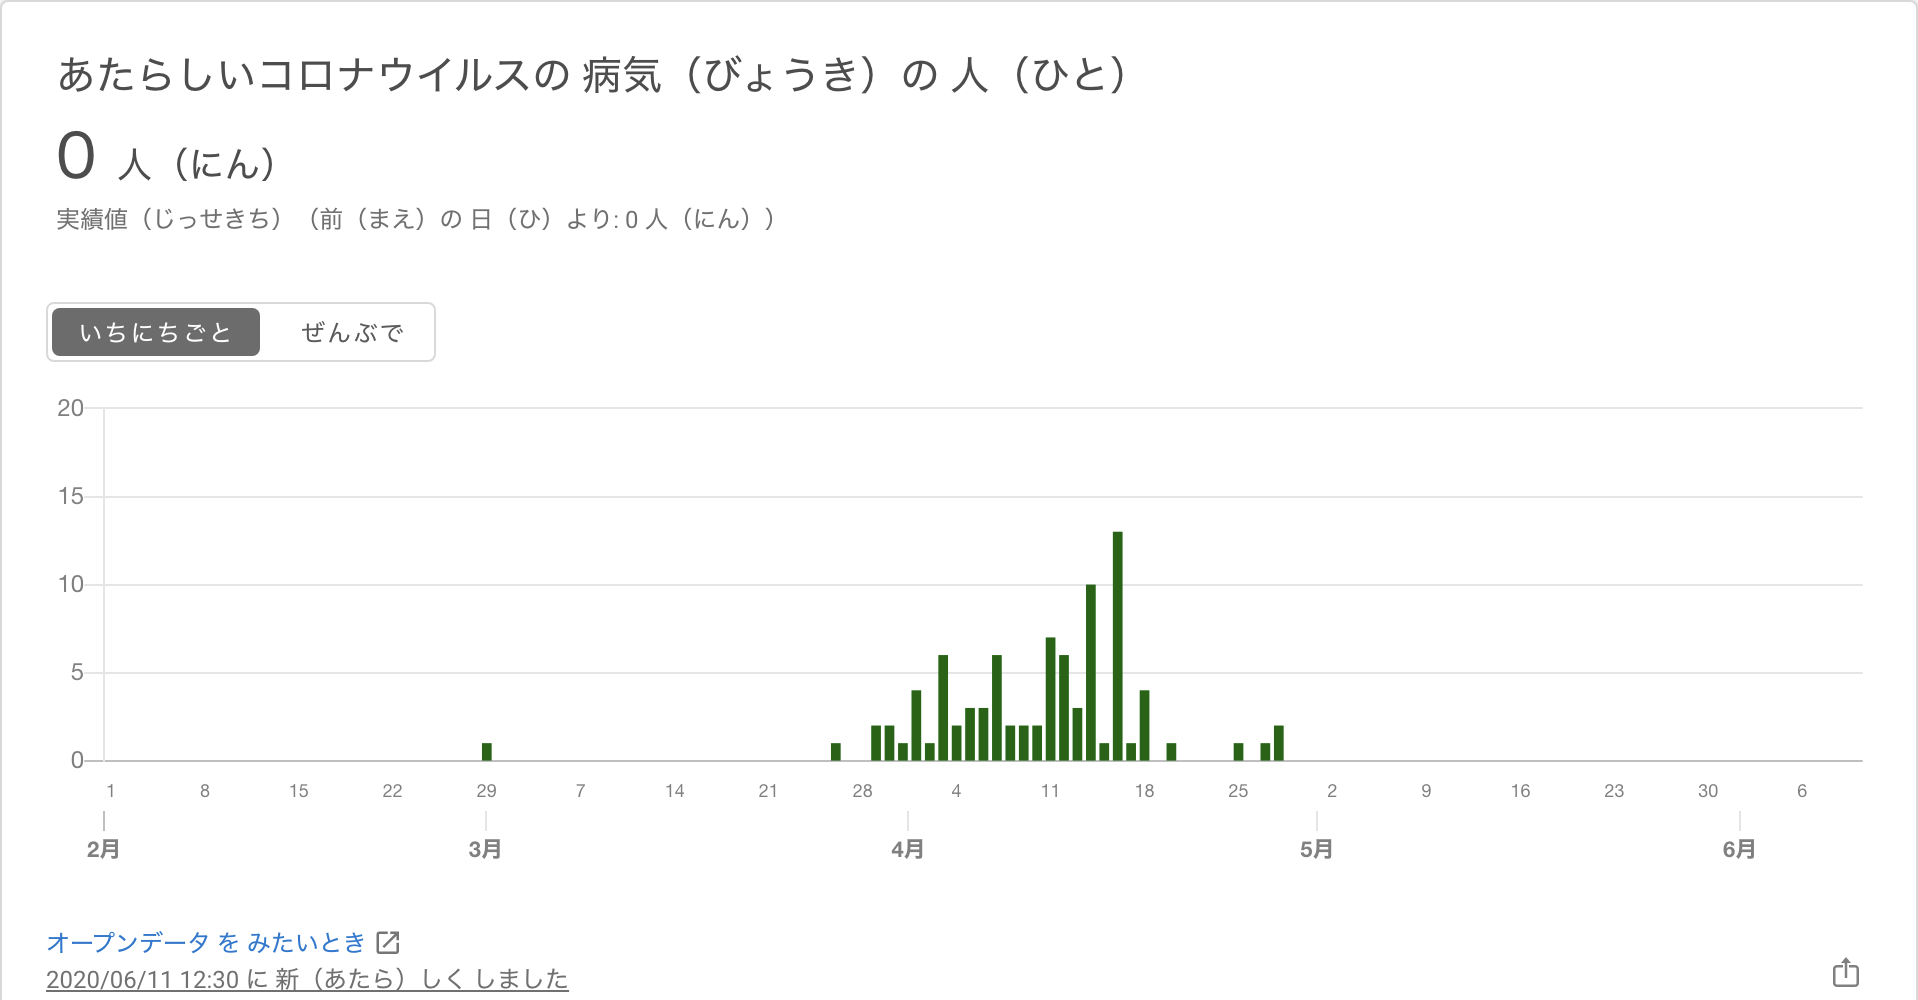 あたらしいコロナウイルスの 病気（びょうき）の 人（ひと）
0 人（にん）
実績値（じっせきち）（前（まえ）の 日（ひ）より: 0 人（にん））
いちにちごと ぜんぶで
20
15
10
5
0
1 8 15 22 29 7 14 21 28 4 11 18 25 2 9 16 23 30 6
2月 3月 4月 5月 6月
オープンデータ を みたいとき
2020/06/11 12:30 に 新（あたら）しく しました